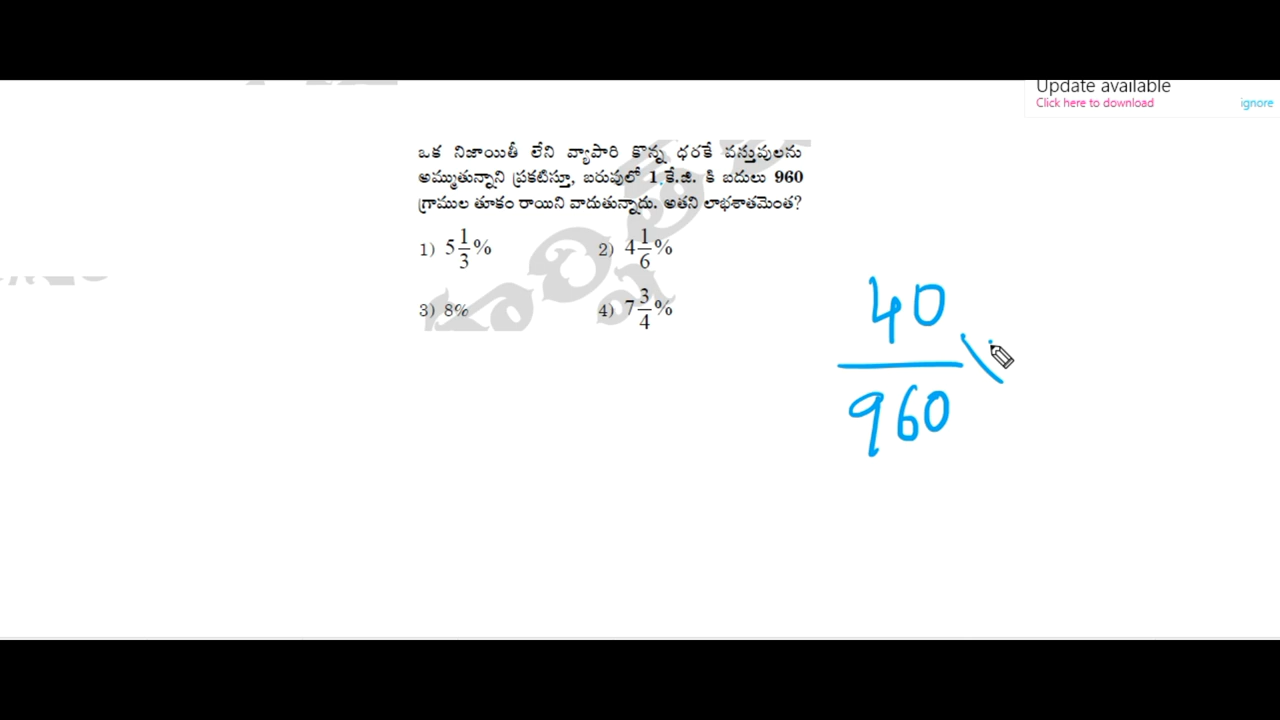 Update available
Click here to download
ignore
ఒక నిజాయితీ లేని వ్యాపారి కొన్న ధరకే వస్తువులను
అమ్ముతున్నాని ప్రకటిస్తూ, బరువులో 1 కే.జి. కి బదులు 960
గ్రాముల తూకం రాయిని వాడుతున్నాడు. అతని లాభశాతమెంత?
1) 5 1/3 % 2) 4 1/6 %
3) 8% 4) 7 3/4 %
40
960